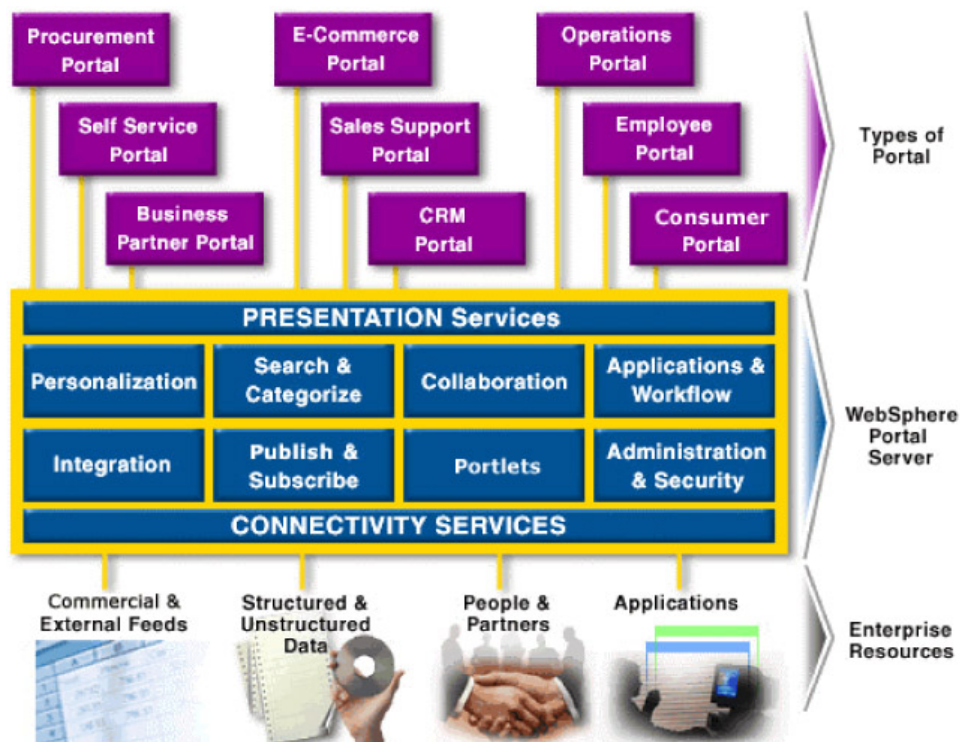 Procurement
Portal
E-Commerce
Portal
Operations
Portal
Self Service
Portal
Sales Support
Portal
Employee
Portal
Business
Partner Portal
CRM
Portal
Consumer
Portal
Types of
Portal
PRESENTATION Services
Personalization
Search &
Categorize
Collaboration
Applications &
Workflow
Integration
Publish &
Subscribe
Portlets
Administration
& Security
CONNECTIVITY SERVICES
WebSphere
Portal
Server
Commercial &
External Feeds
Structured &
Unstructured
Data
People &
Partners
Applications
Enterprise
Resources